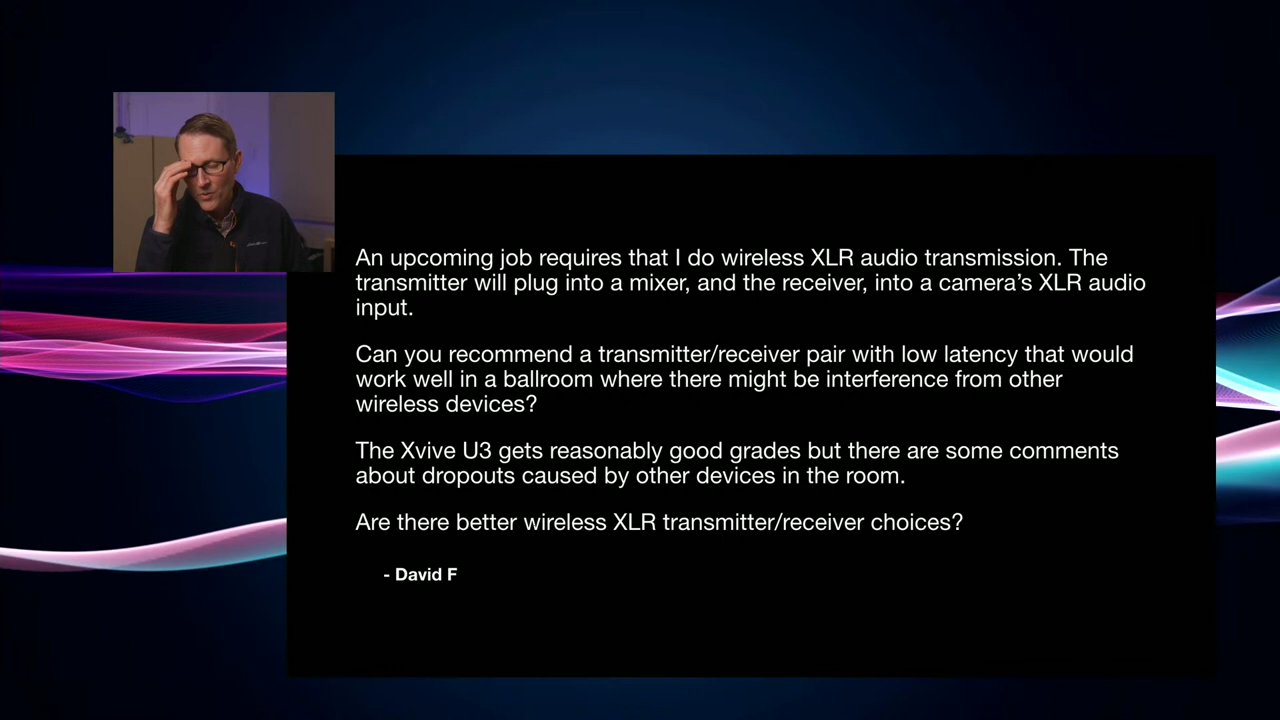 An upcoming job requires that I do wireless XLR audio transmission. The
transmitter will plug into a mixer, and the receiver, into a camera’s XLR audio
input.
Can you recommend a transmitter/receiver pair with low latency that would
work well in a ballroom where there might be interference from other
wireless devices?
The Xvive U3 gets reasonably good grades but there are some comments
about dropouts caused by other devices in the room.
Are there better wireless XLR transmitter/receiver choices?
- David F